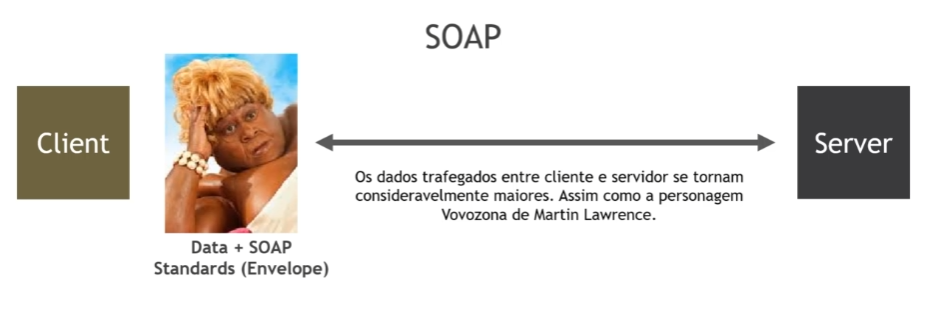 SOAP
Client
Server
Os dados trafegados entre cliente e servidor se tornam
consideravelmente maiores. Assim como a personagem
Vovozona de Martin Lawrence.
Data + SOAP
Standards (Envelope)